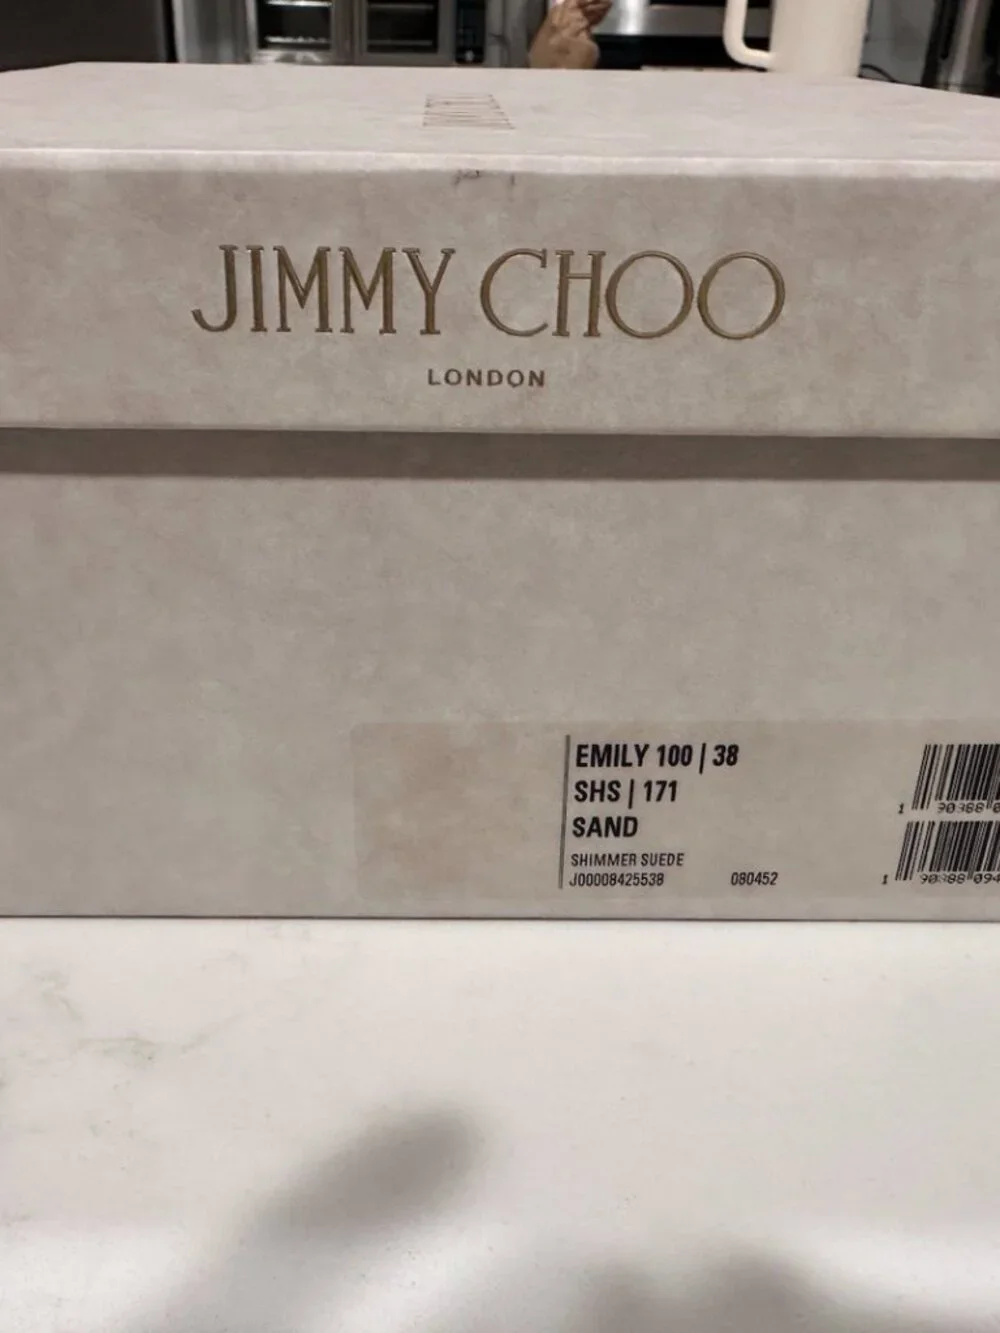 JIMMY CHOO
LONDON
EMILY 100 | 38
SHS | 171
SAND
SHIMMER SUEDE
J00008425538 080452